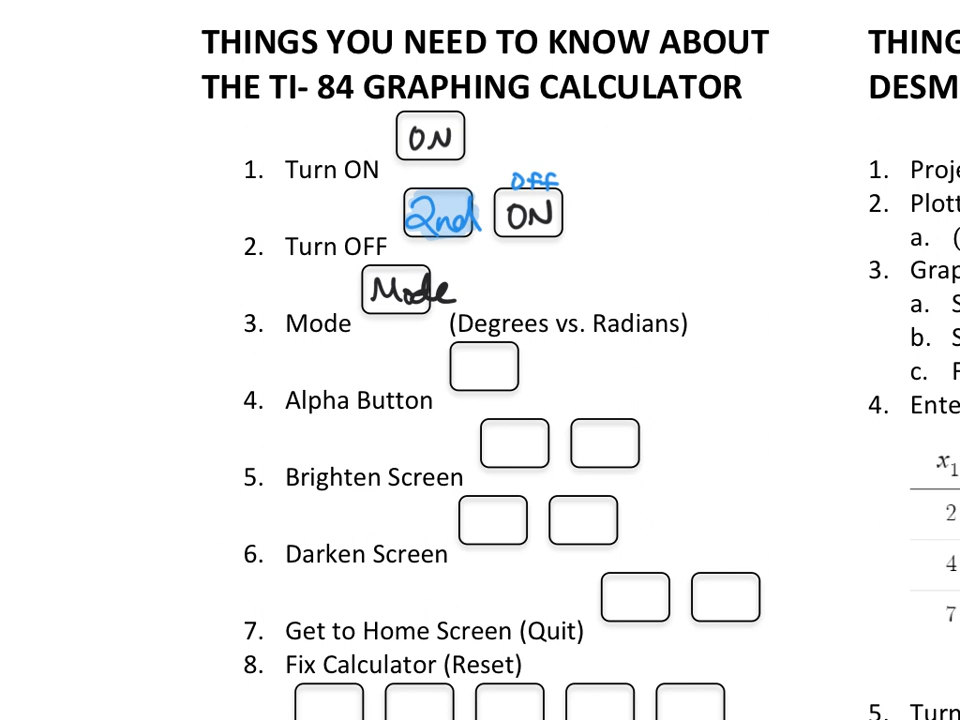 THINGS YOU NEED TO KNOW ABOUT
THE TI- 84 GRAPHING CALCULATOR
ON
1. Turn ON
off
2nd ON
2. Turn OFF
Mode
3. Mode (Degrees vs. Radians)
4. Alpha Button
5. Brighten Screen
6. Darken Screen
7. Get to Home Screen (Quit)
8. Fix Calculator (Reset)
THING
DESM
1. Proje
2. Plott
a. (
3. Grap
a. S
b. S
c. F
4. Ente
x₁
2
4
7
5. Turn